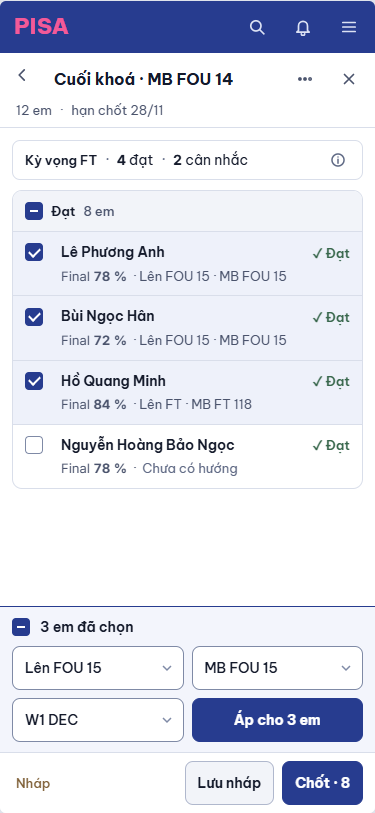 PISA
Cuối khoá · MB FOU 14
12 em · hạn chốt 28/11
Kỳ vọng FT · 4 đạt · 2 cân nhắc
Đạt 8 em
Lê Phương Anh ✓ Đạt
Final 78 % · Lên FOU 15 · MB FOU 15
Bùi Ngọc Hân ✓ Đạt
Final 72 % · Lên FOU 15 · MB FOU 15
Hồ Quang Minh ✓ Đạt
Final 84 % · Lên FT · MB FT 118
Nguyễn Hoàng Bảo Ngọc ✓ Đạt
Final 78 % · Chưa có hướng
3 em đã chọn
Lên FOU 15 MB FOU 15
W1 DEC Áp cho 3 em
Nháp Lưu nháp Chốt · 8